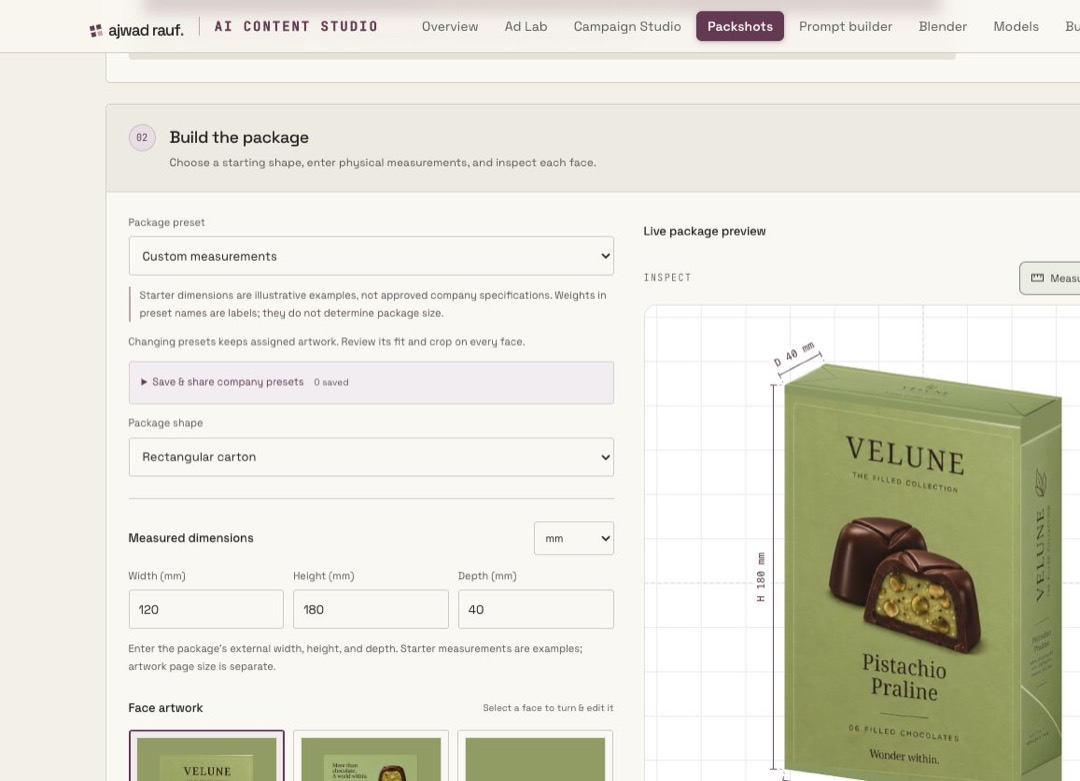 ajwad rauf.
AI CONTENT STUDIO
Overview
Ad Lab
Campaign Studio
Packshots
Prompt builder
Blender
Models
02
Build the package
Choose a starting shape, enter physical measurements, and inspect each face.
Package preset
Custom measurements
Starter dimensions are illustrative examples, not approved company specifications. Weights in
preset names are labels; they do not determine package size.
Changing presets keeps assigned artwork. Review its fit and crop on every face.
Save & share company presets 0 saved
Package shape
Rectangular carton
Measured dimensions
mm
Width (mm)
Height (mm)
Depth (mm)
120
180
40
Enter the package's external width, height, and depth. Starter measurements are examples;
artwork page size is separate.
Face artwork
Select a face to turn & edit it
VELUNE
More than
chocolate.
A world within.
Live package preview
INSPECT
D 40 mm
H 180 mm
VELUNE
VELUNE
THE FILLED COLLECTION
Pistachio
Praline
06 FILLED CHOCOLATES
Wonder within.
VELUNE